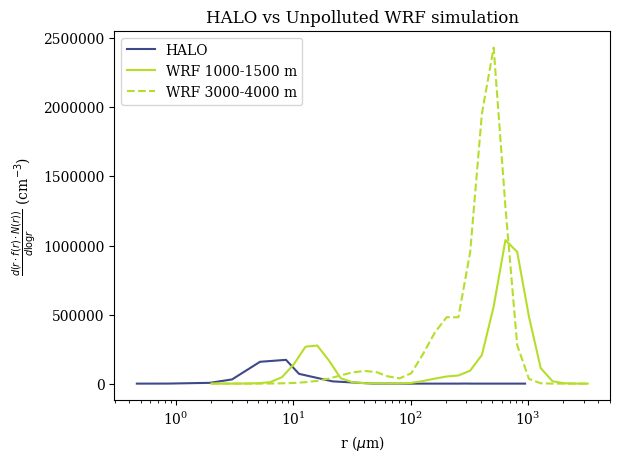 HALO vs Unpolluted WRF simulation
HALO
WRF 1000-1500 m
WRF 3000-4000 m
2500000
2000000
1500000
1000000
500000
0
d(r · f(r) · N(r))/dlogr (cm⁻³)
10⁰ 10¹ 10² 10³
r (μm)